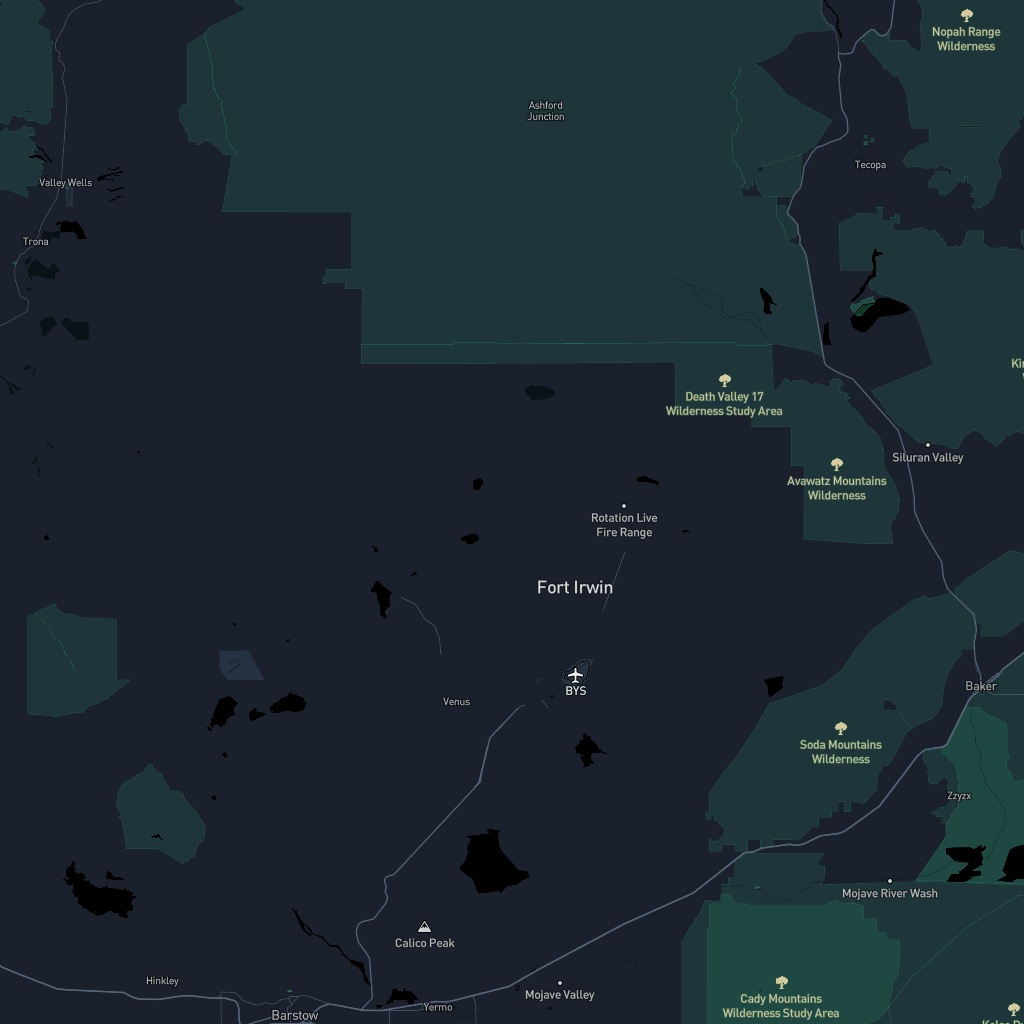 Nopah Range
Wilderness
Ashford
Junction
Tecopa
Valley Wells
Trona
Death Valley 17
Wilderness Study Area
Siluran Valley
Avawatz Mountains
Wilderness
Rotation Live
Fire Range
Fort Irwin
BYS
Venus
Baker
Soda Mountains
Wilderness
Zzyzx
Mojave River Wash
Calico Peak
Hinkley
Mojave Valley
Cady Mountains
Wilderness Study Area
Yermo
Barstow